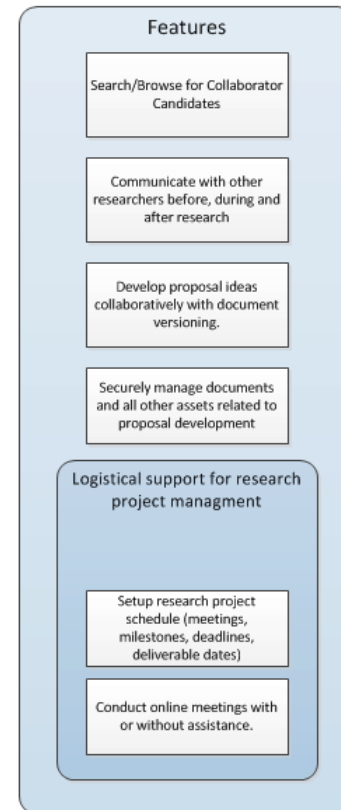 Features
Search/Browse for Collaborator
Candidates
Communicate with other
researchers before, during and
after research
Develop proposal ideas
collaboratively with document
versioning.
Securely manage documents
and all other assets related to
proposal development
Logistical support for research
project managment
Setup research project
schedule (meetings,
milestones, deadlines,
deliverable dates)
Conduct online meetings with
or without assistance.